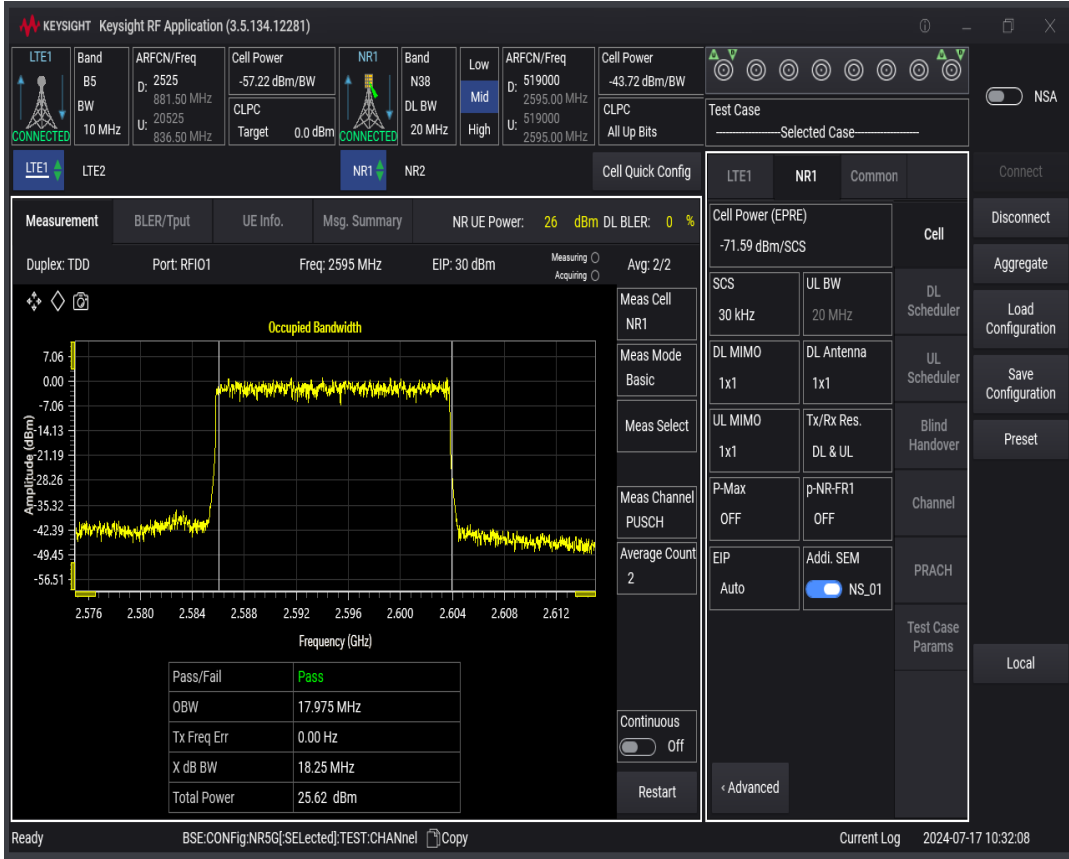 KEYSIGHT Keysight RF Application (3.5.134.12281)
LTE1 Band ARFCN/Freq Cell Power NR1 Band Low ARFCN/Freq Cell Power
B5 D: 2525 -57.22 dBm/BW N38 D: 519000 -43.72 dBm/BW
881.50 MHz 2595.00 MHz
BW U: 20525 CLPC DL BW Mid U: 519000 CLPC
CONNECTED 10 MHz 836.50 MHz Target 0.0 dBm CONNECTED 20 MHz High 2595.00 MHz All Up Bits
A V A V
Test Case
----Selected Case----
NSA
LTE1 LTE2 NR1 NR2 Cell Quick Config
LTE1 NR1 Common
Connect
Measurement BLER/Tput UE Info. Msg. Summary NR UE Power: 26 dBm DL BLER: 0 %
Duplex: TDD Port: RFIO1 Freq: 2595 MHz EIP: 30 dBm Measuring Avg: 2/2
Acquiring
Occupied Bandwidth
Amplitude (dBm)
7.06
0.00
-7.06
-14.13
-21.19
-28.26
-35.32
-42.39
-49.45
-56.51
2.576 2.580 2.584 2.588 2.592 2.596 2.600 2.604 2.608 2.612
Frequency (GHz)
Pass/Fail Pass
OBW 17.975 MHz
Tx Freq Err 0.00 Hz
X dB BW 18.25 MHz
Total Power 25.62 dBm
Meas Cell
NR1
Meas Mode
Basic
Meas Select
Meas Channel
PUSCH
Average Count
2
Continuous
Off
Restart
Cell Power (EPRE)
-71.59 dBm/SCS
SCS UL BW
30 kHz 20 MHz
DL MIMO DL Antenna
1x1 1x1
UL MIMO Tx/Rx Res.
1x1 DL & UL
P-Max p-NR-FR1
OFF OFF
EIP Addi. SEM
Auto NS_01
‹ Advanced
Cell
DL
Scheduler
UL
Scheduler
Blind
Handover
Channel
PRACH
Test Case
Params
Disconnect
Aggregate
Load
Configuration
Save
Configuration
Preset
Local
Ready BSE:CONFig:NR5G[:SELected]:TEST:CHANnel Copy Current Log 2024-07-17 10:32:08